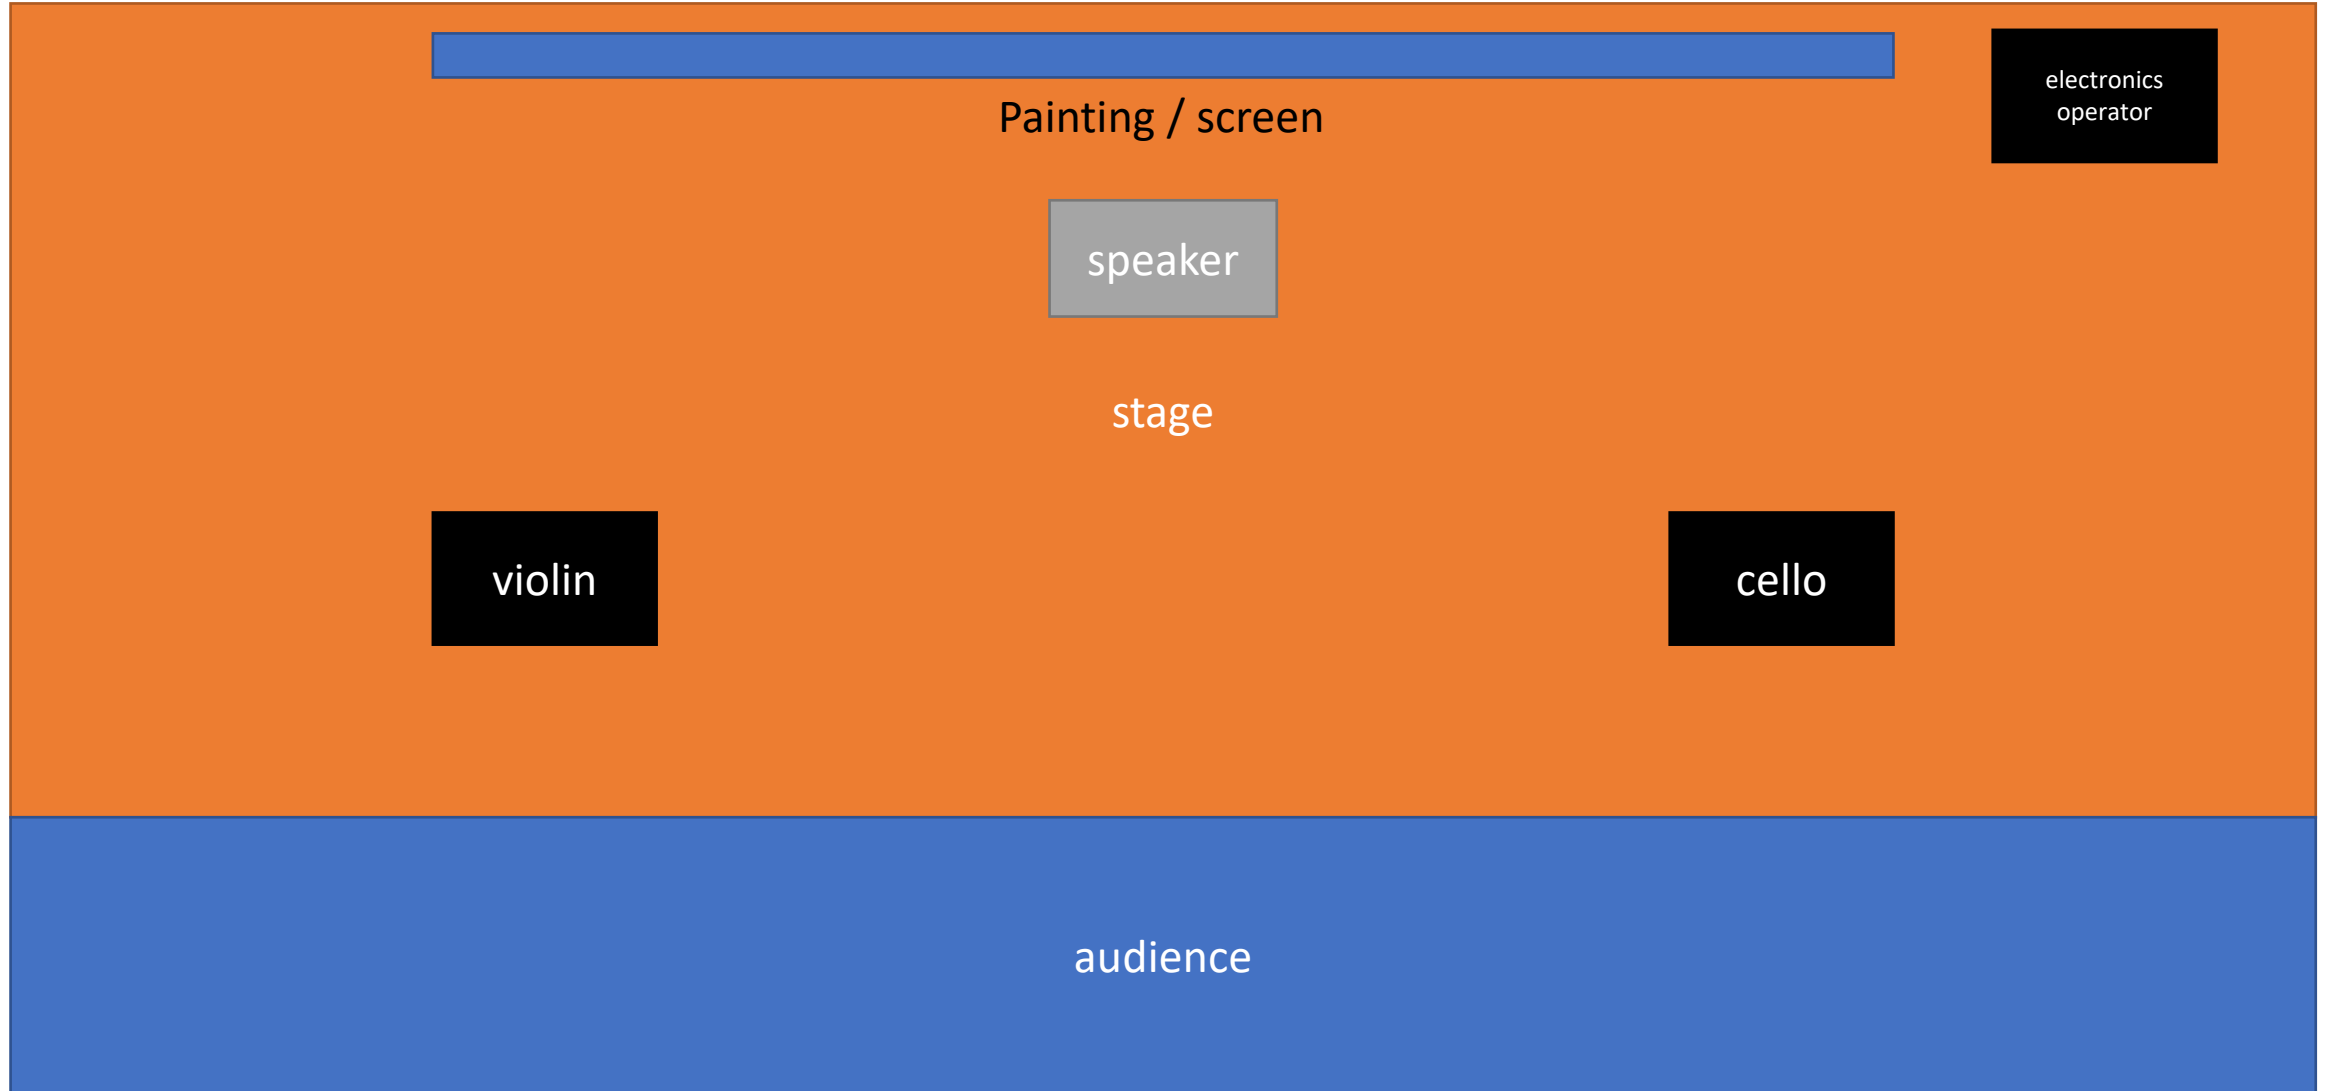 electronics
operator
Painting / screen
speaker
stage
violin
cello
audience